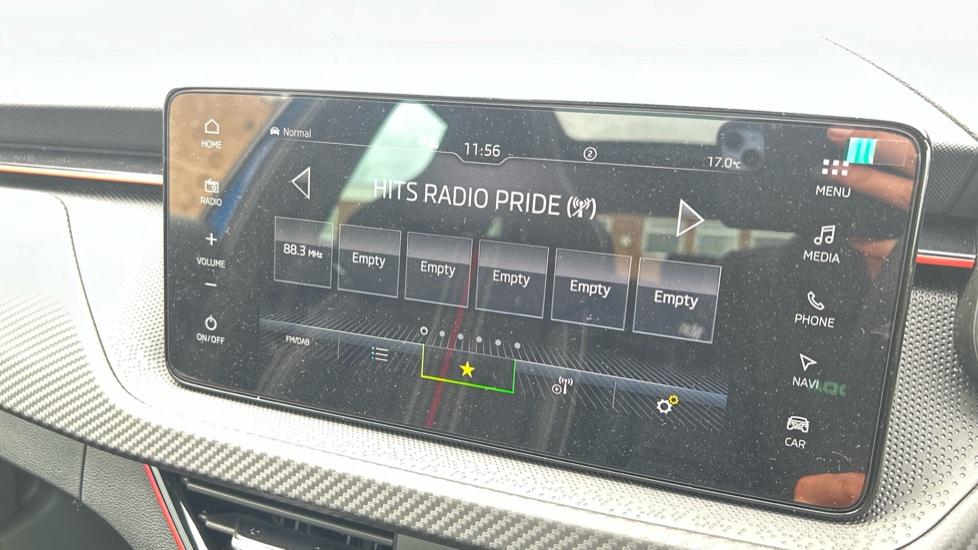 HOME
RADIO
VOLUME
ON/OFF
Normal
11:56
2
17.0°C
HITS RADIO PRIDE
88.3 MHz
Empty
Empty
Empty
Empty
Empty
FM/DAB
MENU
MEDIA
PHONE
NAVI
CAR